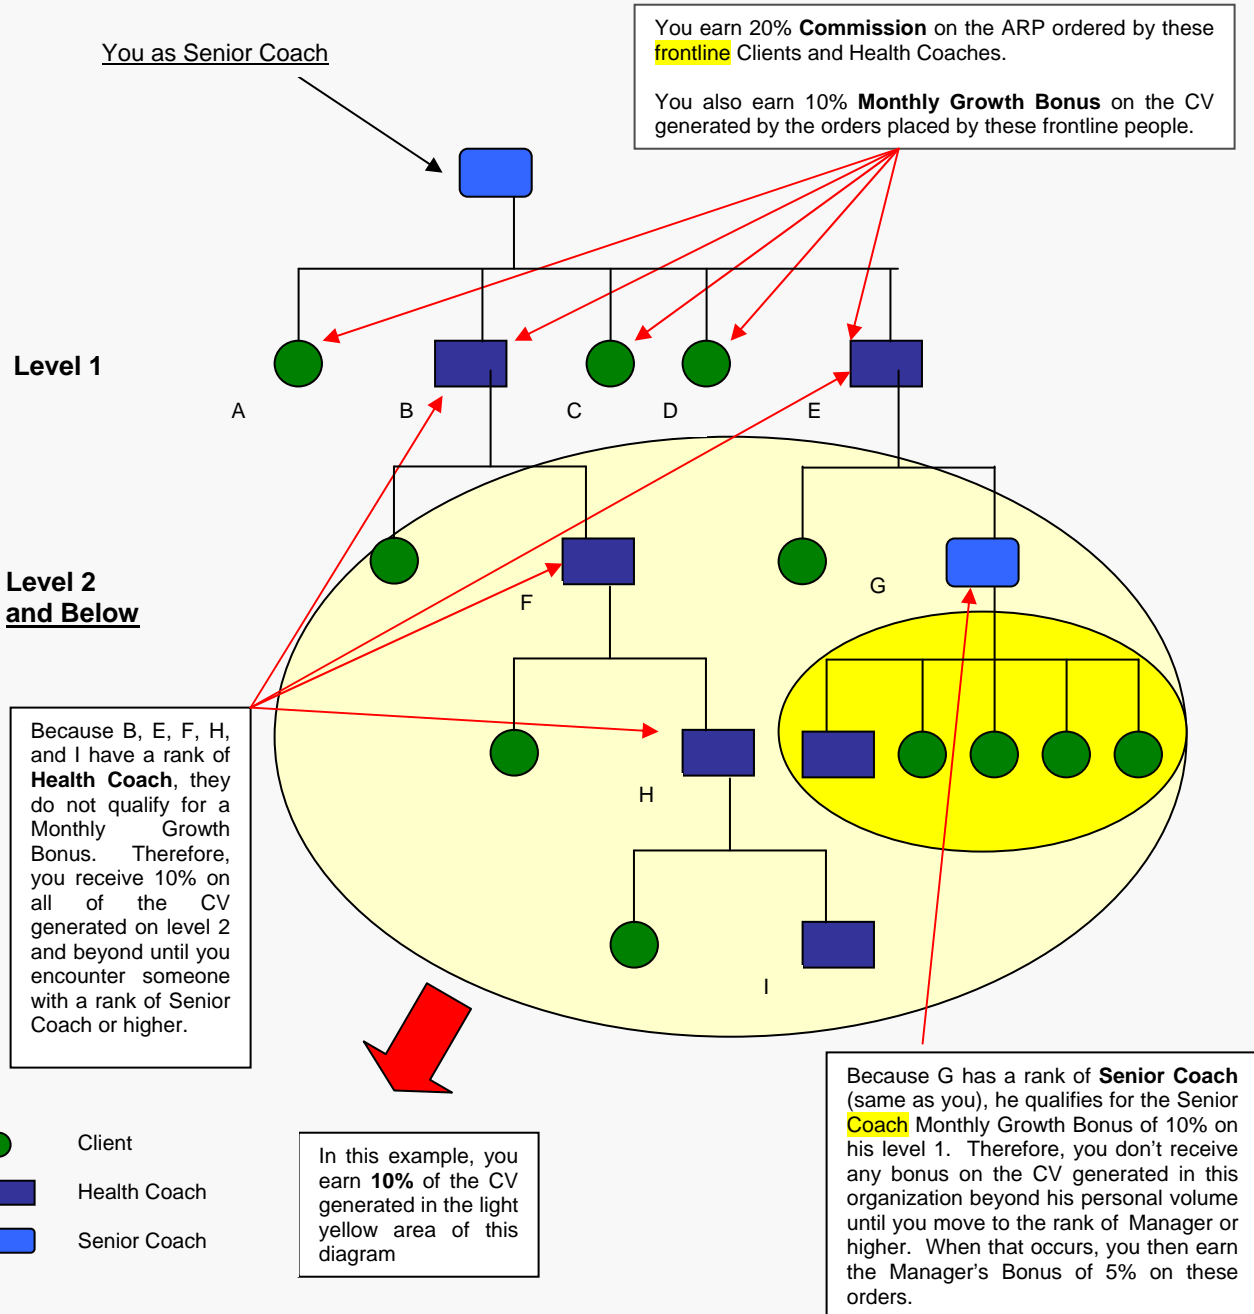 You as Senior Coach
You earn 20% Commission on the ARP ordered by these
frontline Clients and Health Coaches.
You also earn 10% Monthly Growth Bonus on the CV
generated by the orders placed by these frontline people.
Level 1
A
B
C
D
E
Level 2
and Below
F
G
H
I
Because B, E, F, H,
and I have a rank of
Health Coach, they
do not qualify for a
Monthly Growth
Bonus. Therefore,
you receive 10% on
all of the CV
generated on level 2
and beyond until you
encounter someone
with a rank of Senior
Coach or higher.
Client
Health Coach
Senior Coach
In this example, you
earn 10% of the CV
generated in the light
yellow area of this
diagram
Because G has a rank of Senior Coach
(same as you), he qualifies for the Senior
Coach Monthly Growth Bonus of 10% on
his level 1. Therefore, you don't receive
any bonus on the CV generated in this
organization beyond his personal volume
until you move to the rank of Manager or
higher. When that occurs, you then earn
the Manager's Bonus of 5% on these
orders.